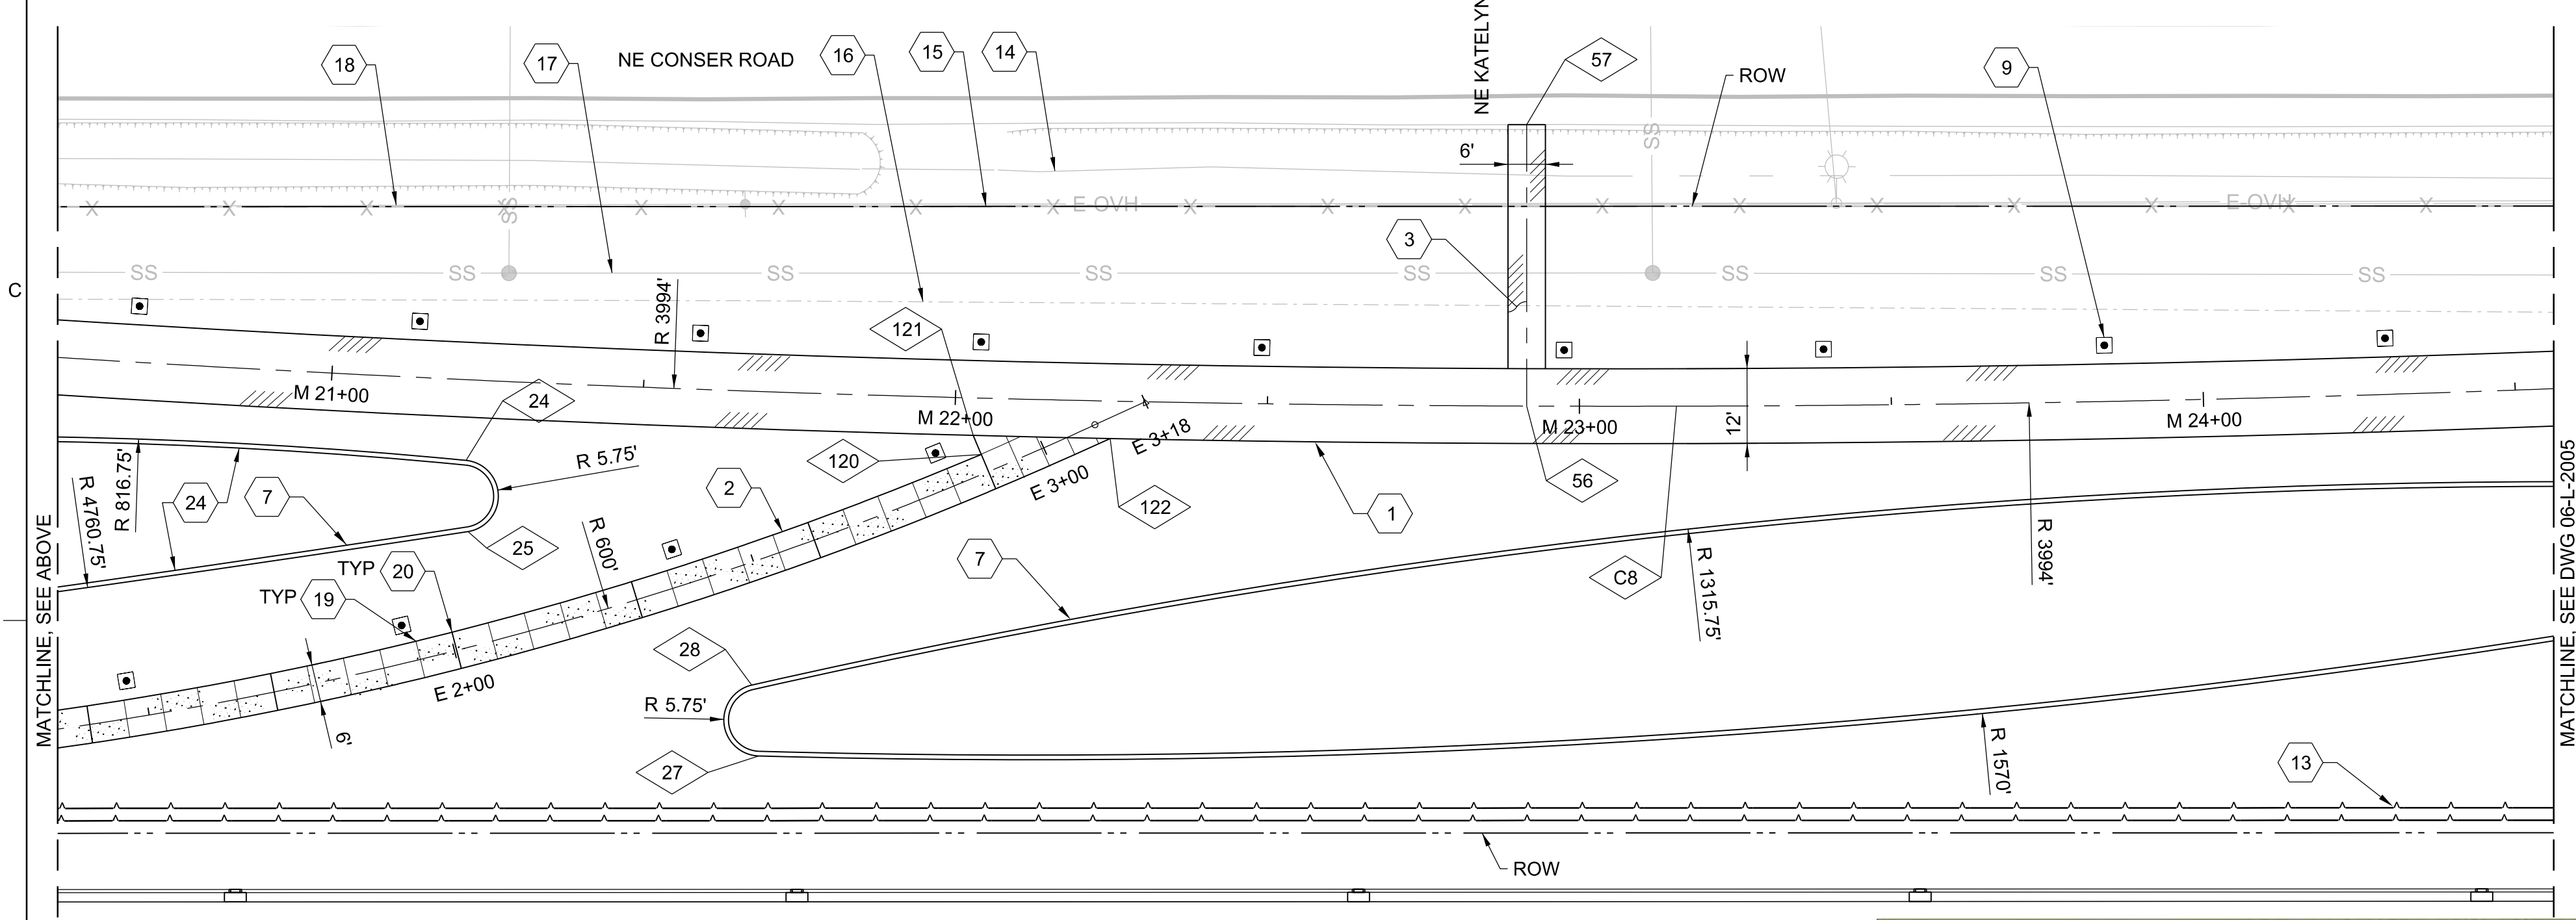 NE CONSER ROAD
NE KATELYN
18
17
16
15
14
57
ROW
9
6'
SS
SS
E-OVH
E-OVH
3
SS
SS
SS
SS
SS
SS
SS
SS
C
R 3994'
121
M 21+00
24
M 22+00
M 23+00
12'
M 24+00
R 816.75'
R 4760.75'
24
7
R 5.75'
25
120
2
E 3+18
E 3+00
122
56
1
R 600'
TYP 20
TYP 19
7
C8
R 1315.75'
R 3994'
E 2+00
6'
28
R 5.75'
27
R 1570'
13
MATCHLINE, SEE ABOVE
MATCHLINE, SEE DWG 06-L-2005
ROW